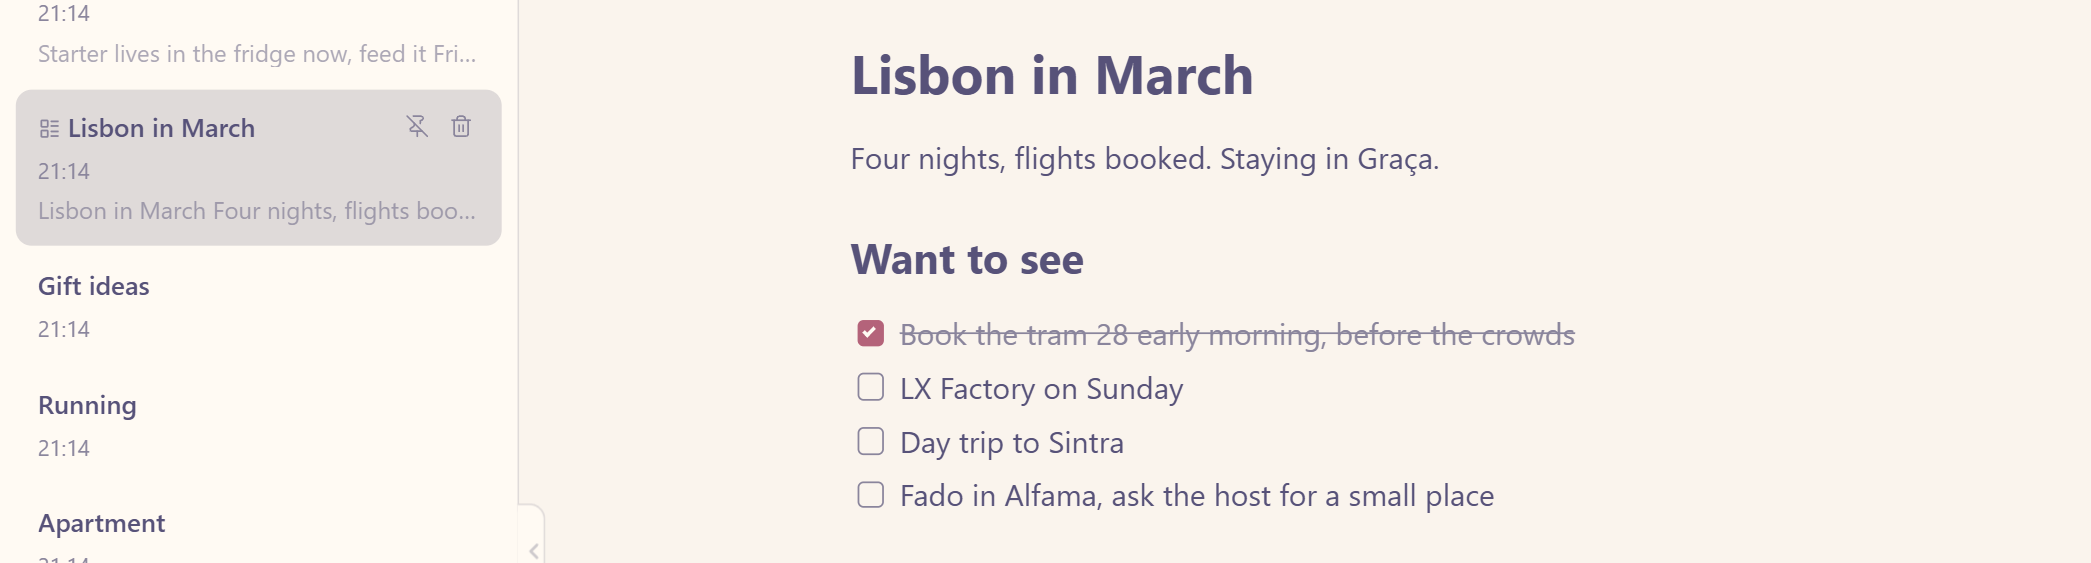 21:14
Starter lives in the fridge now, feed it Fri...
Lisbon in March
21:14
Lisbon in March Four nights, flights boo...
Gift ideas
21:14
Running
21:14
Apartment
21:14
Lisbon in March
Four nights, flights booked. Staying in Graça.
Want to see
Book the tram 28 early morning, before the crowds
LX Factory on Sunday
Day trip to Sintra
Fado in Alfama, ask the host for a small place